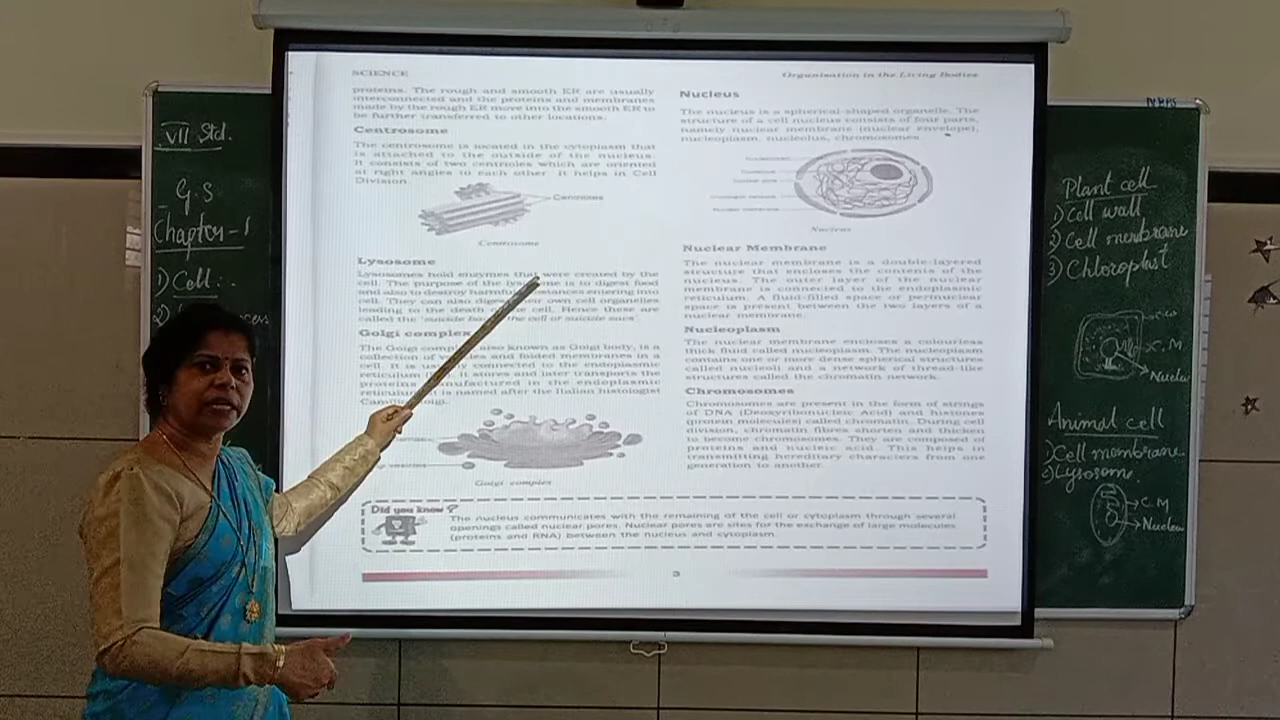 VII Std.
G.S
Chapter-1
1) Cell:-
2)
SCIENCE
proteins. The rough and smooth ER are usually
interconnected and the proteins and membranes
made by the rough ER move into the smooth ER to
be further transferred to other locations.
Centrosome
The centrosome is located in the cytoplasm that
is attached to the outside of the nucleus.
It consists of two centrioles which are oriented
at right angles to each other. It helps in Cell
Division.
Centrioles
Centrosome
Lysosome
Lysosomes hold enzymes that were created by the
cell. The purpose of the is to digest food
and also to destroy harmful entering into
cell. They can also digest own cell organelles
leading to the death cell. Hence these are
called the 'suicide the cell or suicide sacs'.
Golgi complex
The Golgi also known as Golgi body, is a
collection of and folded membranes in a
cell. It is connected to the endoplasmic
reticulum It stores and later transports the
proteins in the endoplasmic
reticulum. is named after the Italian histologist
Camillo Golgi.
vesicles
Golgi complex
Organisation in the Living Bodies
Nucleus
The nucleus is a spherical-shaped organelle. The
structure of a cell nucleus consists of four parts,
namely nuclear membrane (nuclear envelope),
nucleoplasm, nucleolus, chromosomes.
Nucleus
Nuclear Membrane
The nuclear membrane is a double-layered
structure that encloses the contents of the
nucleus. The outer layer of the nuclear
membrane is connected to the endoplasmic
reticulum. A fluid-filled space or perinuclear
space is present between the two layers of a
nuclear membrane.
Nucleoplasm
The nuclear membrane encloses a colourless
thick fluid called nucleoplasm. The nucleoplasm
contains one or more dense spherical structures
called nucleoli and a network of thread-like
structures called the chromatin network.
Chromosomes
Chromosomes are present in the form of strings
of DNA (Deoxyribonucleic Acid) and histones
(protein molecules) called chromatin. During cell
division, chromatin fibres shorten and thicken
to become chromosomes. They are composed of
proteins and nucleic acid. This helps in
transmitting hereditary characters from one
generation to another.
Did you know?
The nucleus communicates with the remaining of the cell or cytoplasm through several
openings called nuclear pores. Nuclear pores are sites for the exchange of large molecules
(proteins and RNA) between the nucleus and cytoplasm.
3
Plant cell
1) Cell wall
2) Cell membrane
3) Chloroplast
C.M
Nucleu
Animal cell
1) Cell membrane
2) Lysosome.
C.M
Nucleu